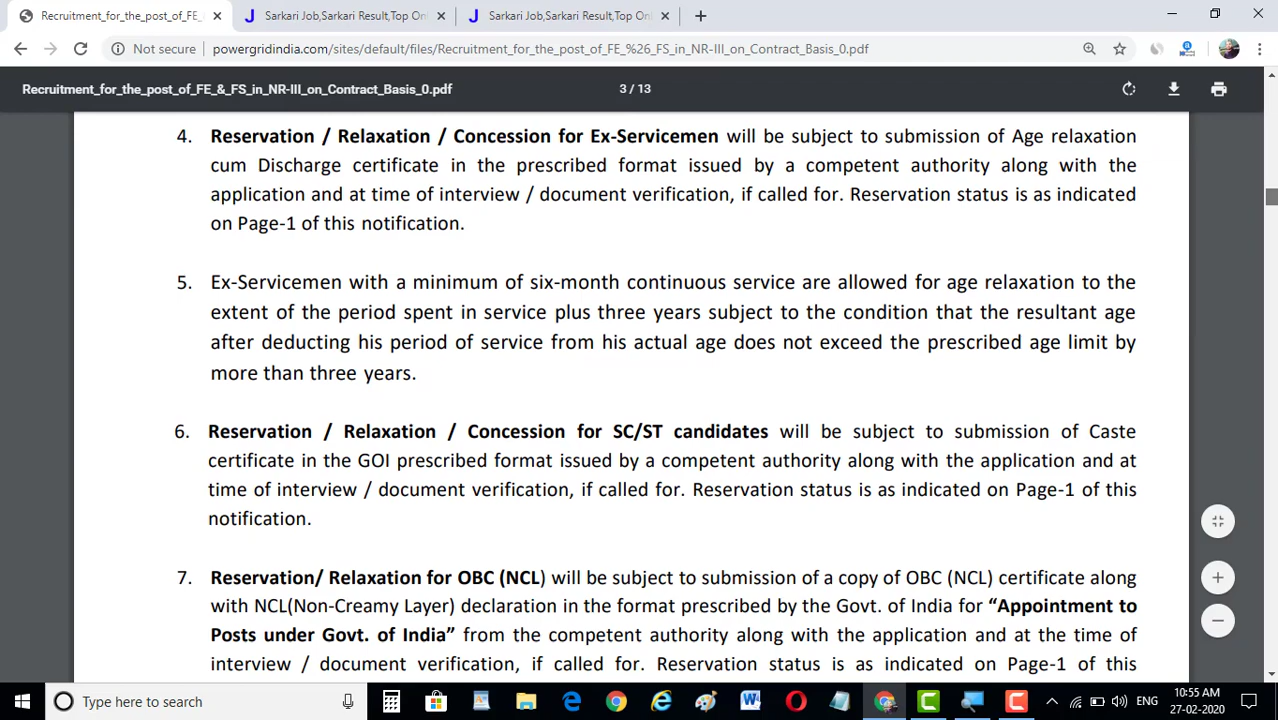 Recruitment_for_the_post_of_FE_
Sarkari Job,Sarkari Result,Top Onl
Sarkari Job,Sarkari Result,Top Onl
Not secure
powergridindia.com/sites/default/files/Recruitment_for_the_post_of_FE_%26_FS_in_NR-III_on_Contract_Basis_0.pdf
Recruitment_for_the_post_of_FE_&_FS_in_NR-III_on_Contract_Basis_0.pdf
3 / 13
4. Reservation / Relaxation / Concession for Ex-Servicemen will be subject to submission of Age relaxation
cum Discharge certificate in the prescribed format issued by a competent authority along with the
application and at time of interview / document verification, if called for. Reservation status is as indicated
on Page-1 of this notification.
5. Ex-Servicemen with a minimum of six-month continuous service are allowed for age relaxation to the
extent of the period spent in service plus three years subject to the condition that the resultant age
after deducting his period of service from his actual age does not exceed the prescribed age limit by
more than three years.
6. Reservation / Relaxation / Concession for SC/ST candidates will be subject to submission of Caste
certificate in the GOI prescribed format issued by a competent authority along with the application and at
time of interview / document verification, if called for. Reservation status is as indicated on Page-1 of this
notification.
7. Reservation/ Relaxation for OBC (NCL) will be subject to submission of a copy of OBC (NCL) certificate along
with NCL(Non-Creamy Layer) declaration in the format prescribed by the Govt. of India for “Appointment to
Posts under Govt. of India” from the competent authority along with the application and at the time of
interview / document verification, if called for. Reservation status is as indicated on Page-1 of this
Type here to search
ENG
10:55 AM
27-02-2020